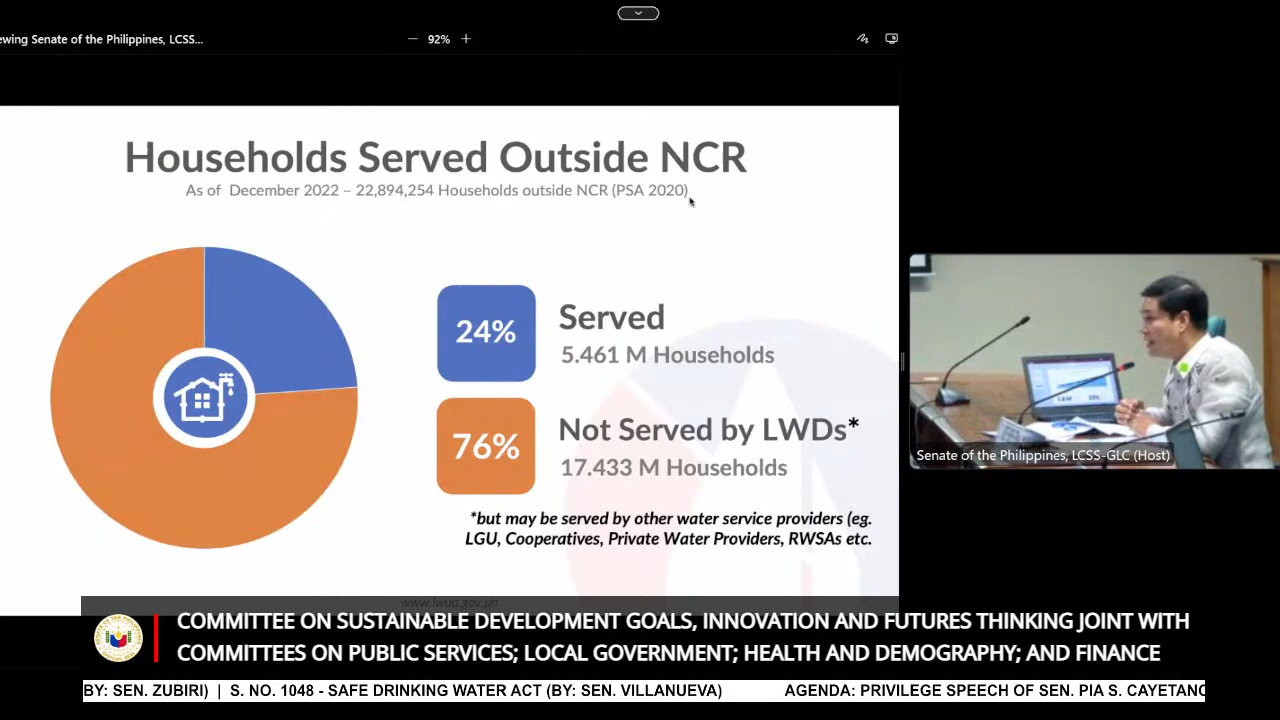 ewing Senate of the Philippines, LCSS...
92%
Households Served Outside NCR
As of December 2022 – 22,894,254 Households outside NCR (PSA 2020)
24%
Served
5.461 M Households
76%
Not Served by LWDs*
17.433 M Households
*but may be served by other water service providers (eg.
LGU, Cooperatives, Private Water Providers, RWSAs etc.
www.lwua.gov.ph
Senate of the Philippines, LCSS-GLC (Host)
COMMITTEE ON SUSTAINABLE DEVELOPMENT GOALS, INNOVATION AND FUTURES THINKING JOINT WITH
COMMITTEES ON PUBLIC SERVICES; LOCAL GOVERNMENT; HEALTH AND DEMOGRAPHY; AND FINANCE
BY: SEN. ZUBIRI) | S. NO. 1048 - SAFE DRINKING WATER ACT (BY: SEN. VILLANUEVA) AGENDA: PRIVILEGE SPEECH OF SEN. PIA S. CAYETANO